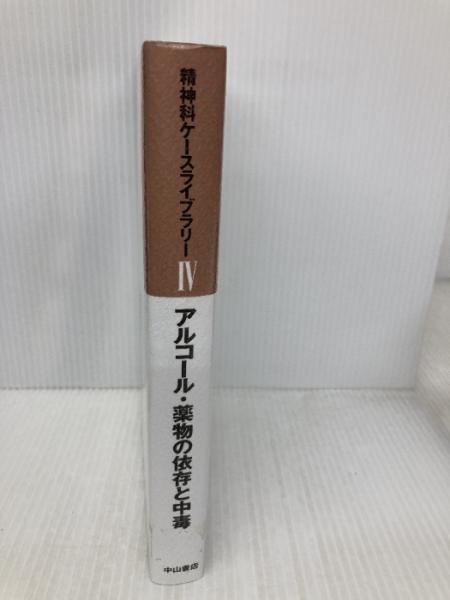 精神科ケースライブラリー
IV
アルコール・薬物の依存と中毒
中山書店